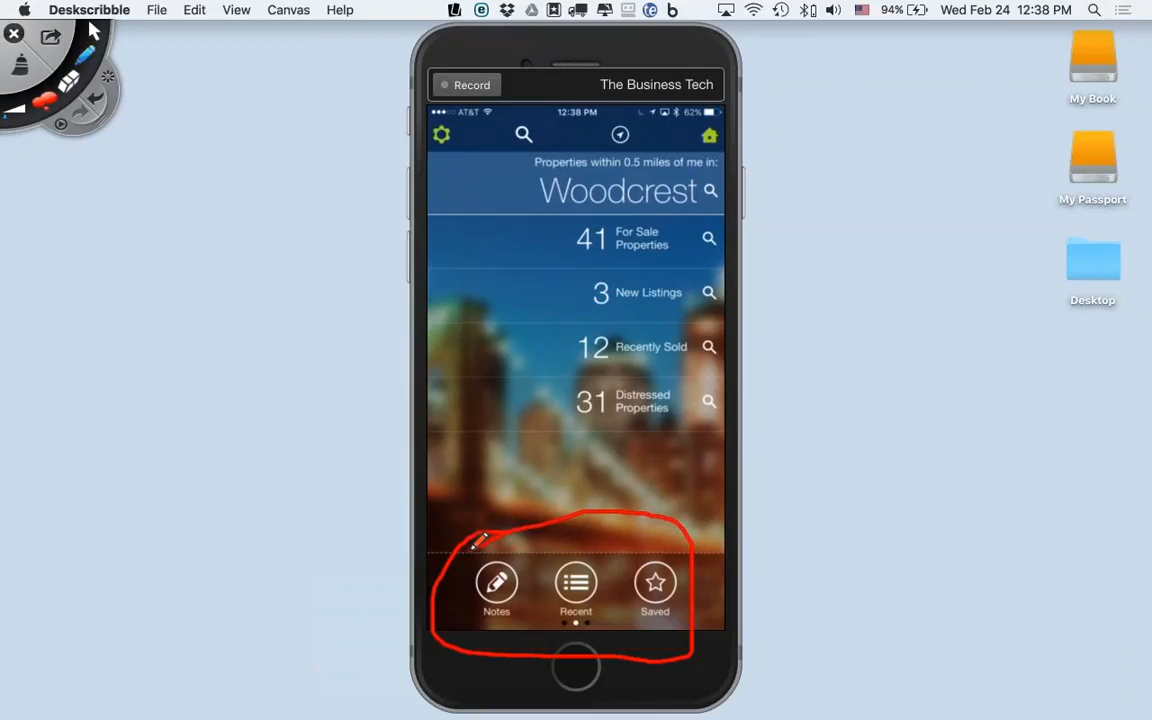 Deskscribble File Edit View Canvas Help 94% Wed Feb 24 12:38 PM
Record The Business Tech
AT&T 12:38 PM 62%
Properties within 0.5 miles of me in:
Woodcrest
41 For Sale
Properties
3 New Listings
12 Recently Sold
31 Distressed
Properties
Notes Recent Saved
My Book
My Passport
Desktop